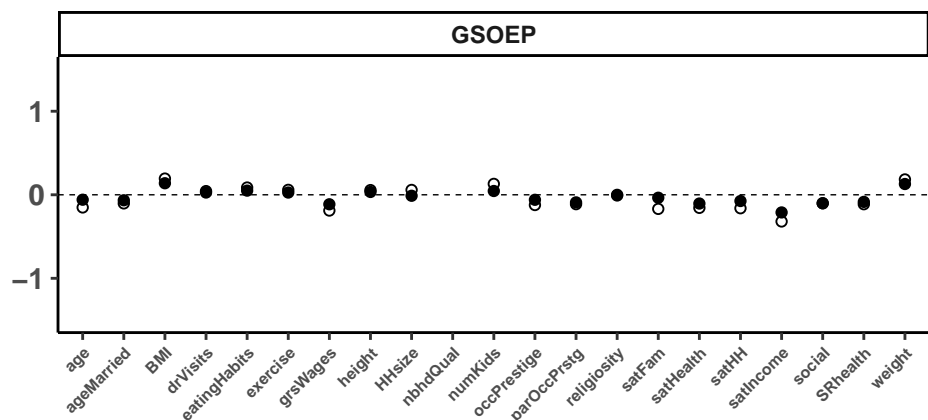 GSOEP
1
0
−1
age
ageMarried
BMI
drVisits
eatingHabits
exercise
grsWages
height
HHsize
nbhdQual
numKids
occPrestige
parOccPrstg
religiosity
satFam
satHealth
satHH
satIncome
social
SRhealth
weight